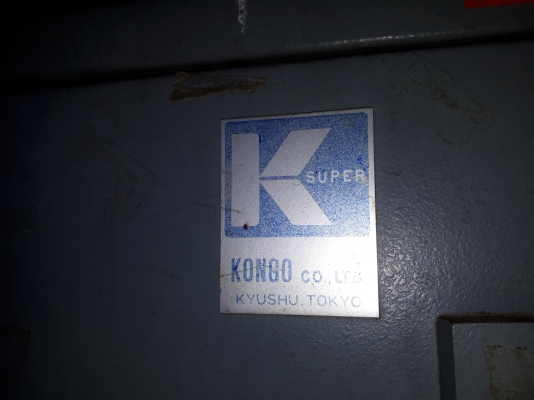 K SUPER
KONGO CO., LTD
KYUSHU, TOKYO